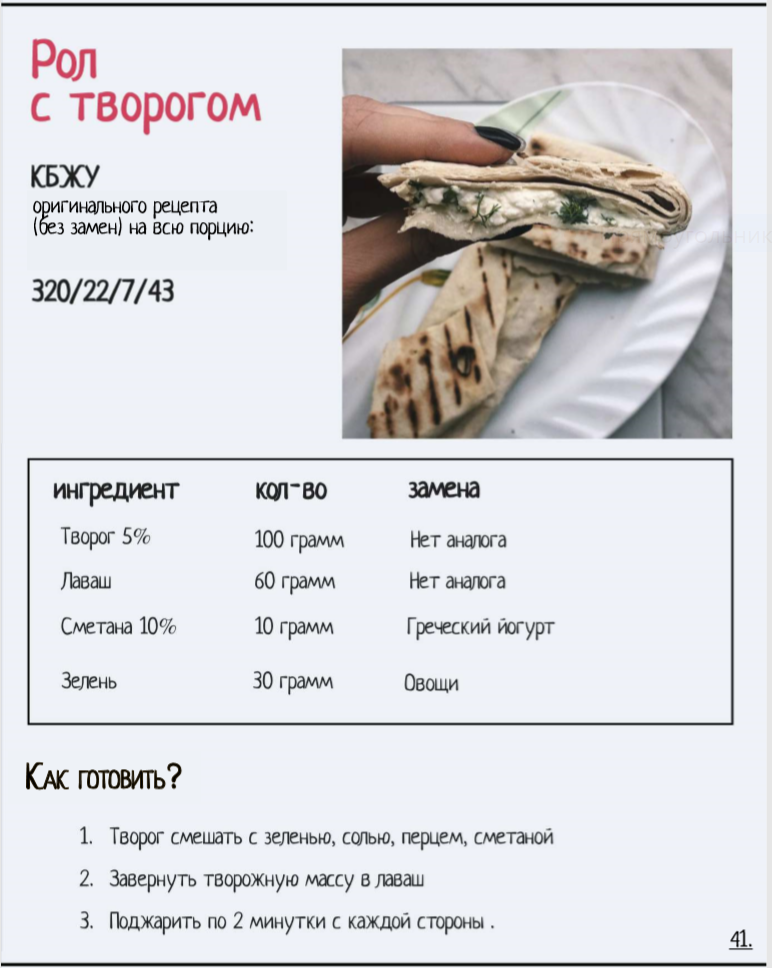 Рол
с творогом
КБЖУ
оригинального рецепта
(без замен) на всю порцию:
320/22/7/43
ингредиент кол-во замена
Творог 5% 100 грамм Нет аналога
Лаваш 60 грамм Нет аналога
Сметана 10% 10 грамм Греческий йогурт
Зелень 30 грамм Овощи
Как готовить?
1. Творог смешать с зеленью, солью, перцем, сметаной
2. Завернуть творожную массу в лаваш
3. Поджарить по 2 минутки с каждой стороны .
41.